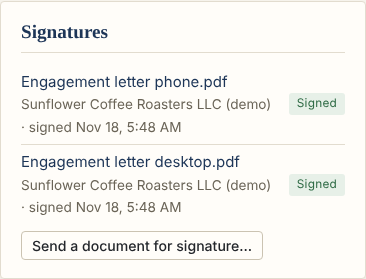 Signatures
Engagement letter phone.pdf
Sunflower Coffee Roasters LLC (demo)
· signed Nov 18, 5:48 AM
Signed
Engagement letter desktop.pdf
Sunflower Coffee Roasters LLC (demo)
· signed Nov 18, 5:48 AM
Signed
Send a document for signature...